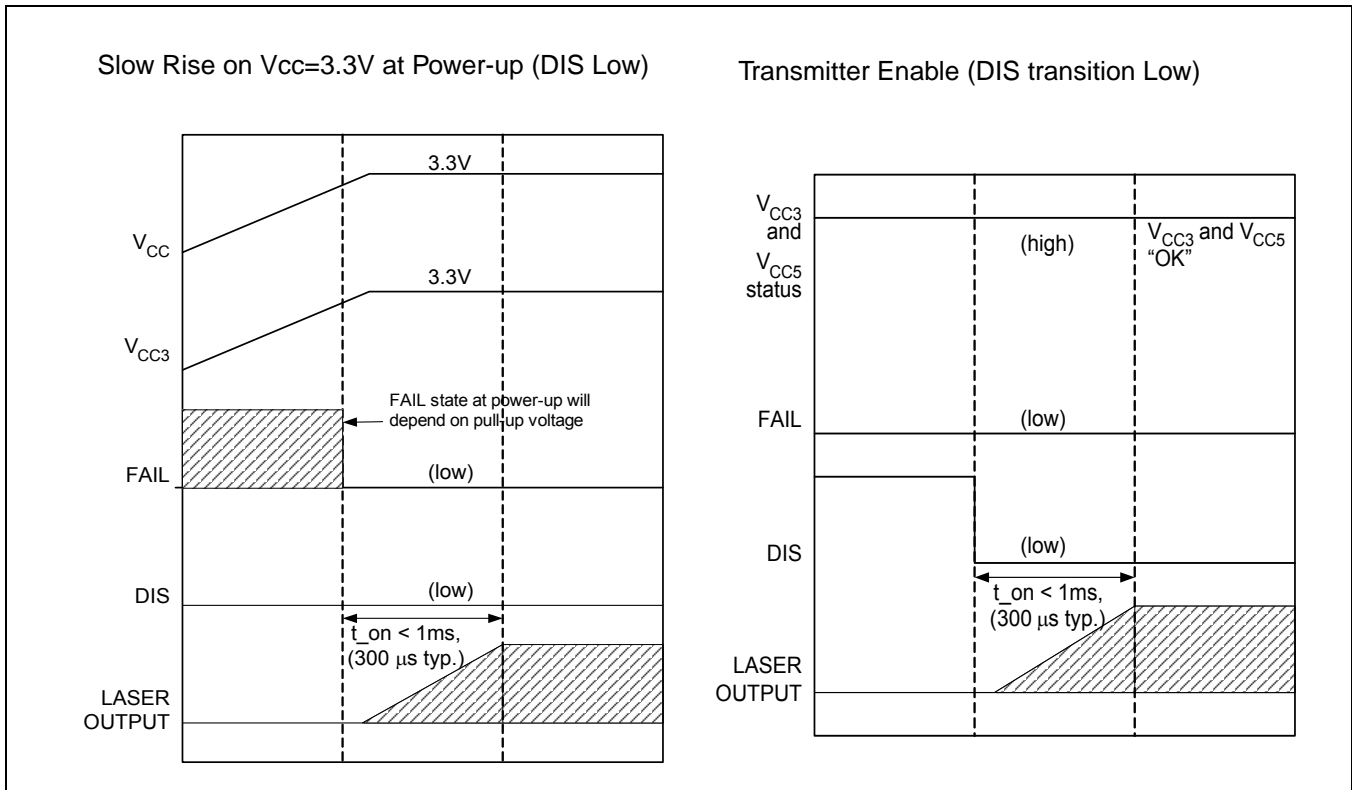 Slow Rise on Vcc=3.3V at Power-up (DIS Low)
3.3V
VCC
3.3V
VCC3
FAIL state at power-up will
depend on pull-up voltage
FAIL
(low)
DIS
(low)
t_on < 1ms,
(300 μs typ.)
LASER
OUTPUT
Transmitter Enable (DIS transition Low)
VCC3
and
VCC5
status
(high)
VCC3 and VCC5
“OK”
FAIL
(low)
DIS
(low)
t_on < 1ms,
(300 μs typ.)
LASER
OUTPUT